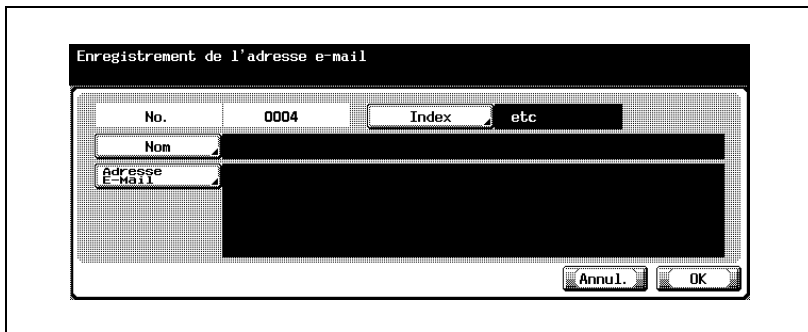 Enregistrement de l'adresse e-mail
No. 0004 Index etc
Nom
Adresse
E-Mail
Annul. OK